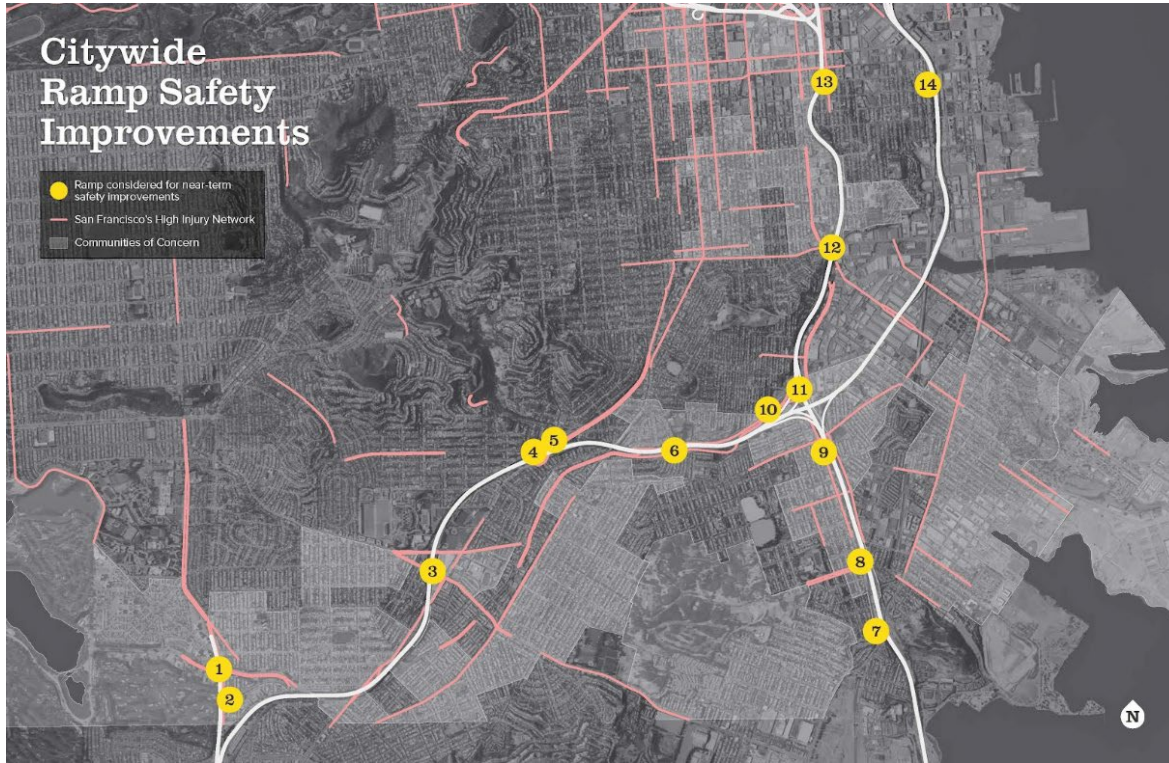 Citywide
Ramp Safety
Improvements
Ramp considered for near-term
safety improvements
San Francisco's High Injury Network
Communities of Concern
13
14
12
11
10
5
4
6
9
3
8
7
1
2
N